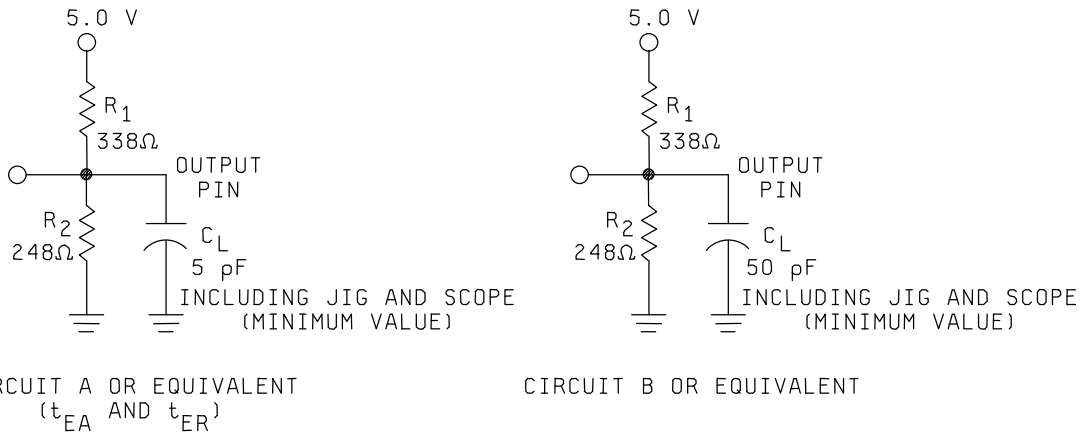 5.0 V
R1
338Ω
OUTPUT
PIN
R2
248Ω
CL
5 pF
INCLUDING JIG AND SCOPE
(MINIMUM VALUE)
RCUIT A OR EQUIVALENT
(tEA AND tER)
5.0 V
R1
338Ω
OUTPUT
PIN
R2
248Ω
CL
50 pF
INCLUDING JIG AND SCOPE
(MINIMUM VALUE)
CIRCUIT B OR EQUIVALENT